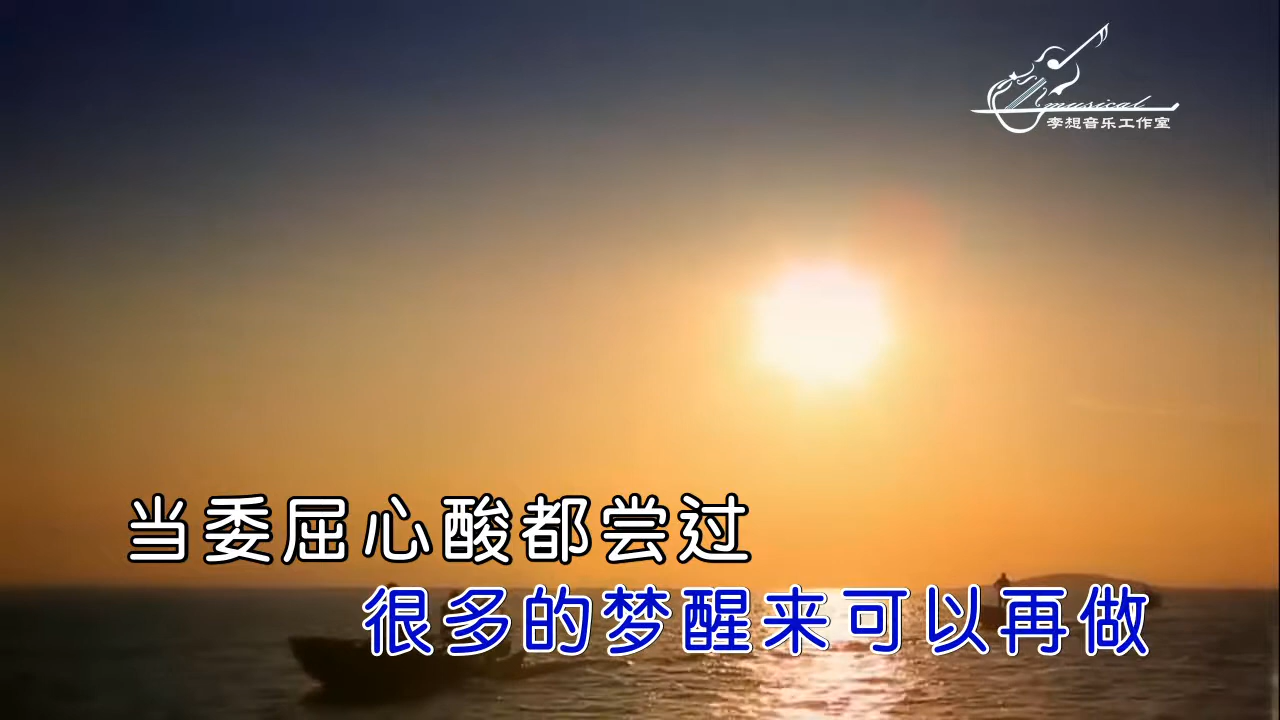 musical
李想音乐工作室
当委屈心酸都尝过
很多的梦醒来可以再做